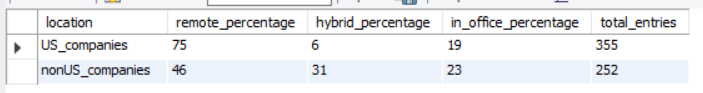 location remote_percentage hybrid_percentage in_office_percentage total_entries
US_companies 75 6 19 355
nonUS_companies 46 31 23 252